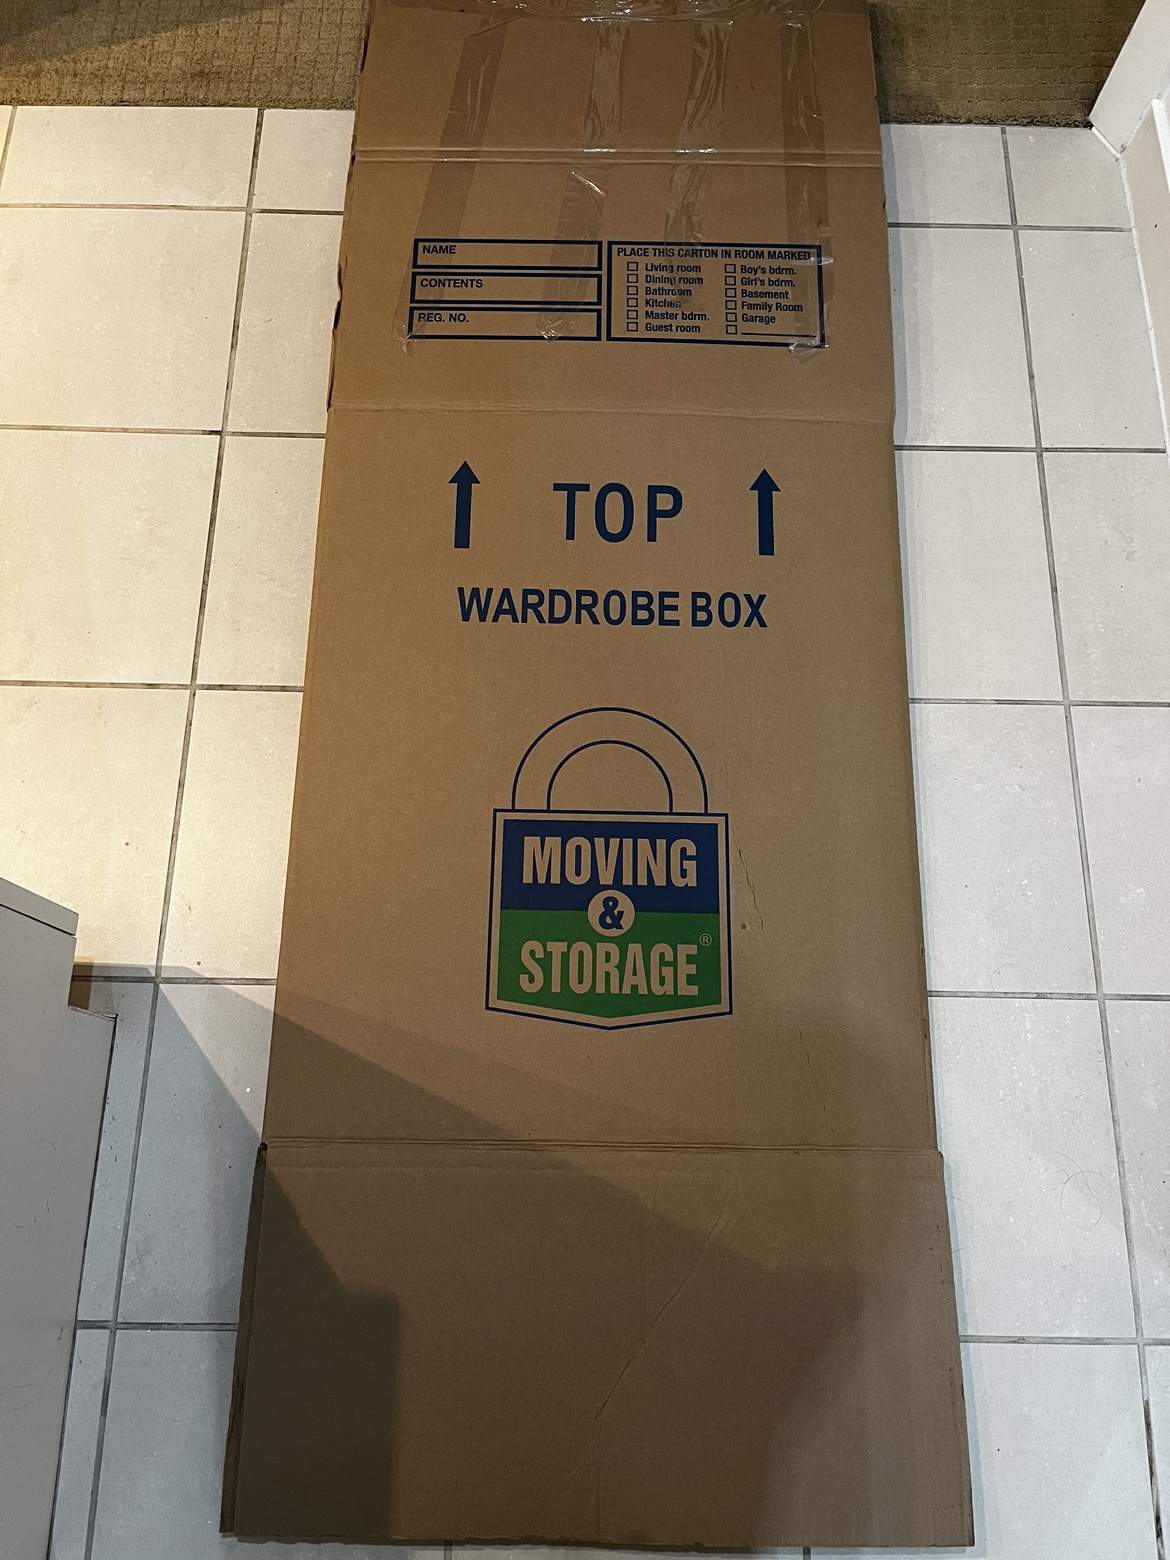 NAME
CONTENTS
REG. NO.
PLACE THIS CARTON IN ROOM MARKED
Living room
Dining room
Bathroom
Kitchen
Master bdrm.
Guest room
Boy's bdrm.
Girl's bdrm.
Basement
Family Room
Garage
TOP
WARDROBE BOX
MOVING
&
STORAGE®